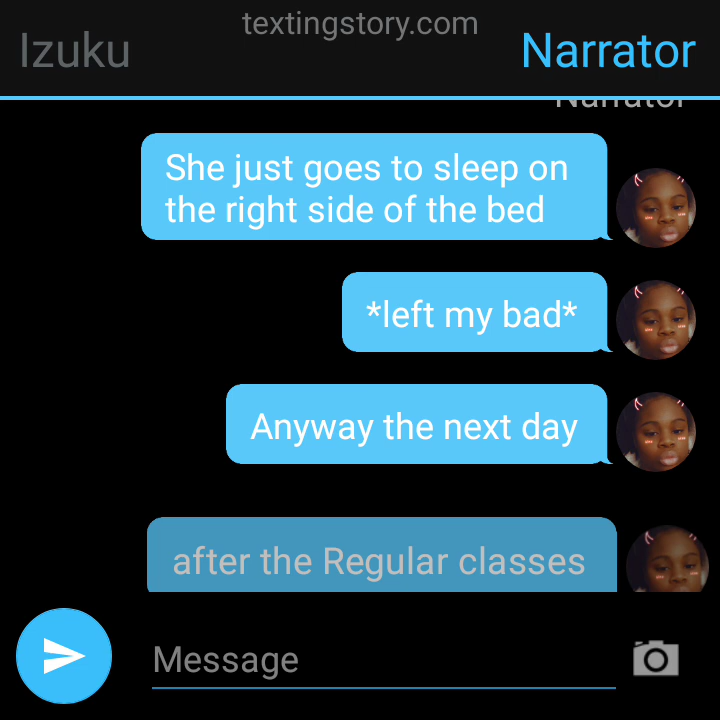 textingstory.com
Izuku
Narrator
Narrator
She just goes to sleep on
the right side of the bed
*left my bad*
Anyway the next day
after the Regular classes
Message